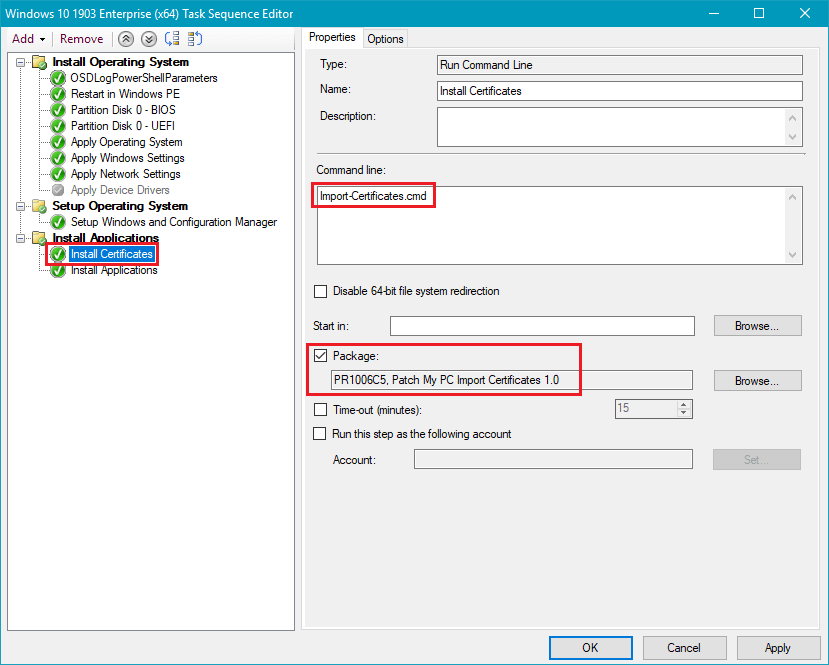 Windows 10 1903 Enterprise (x64) Task Sequence Editor
Add Remove
Install Operating System
OSDLogPowerShellParameters
Restart in Windows PE
Partition Disk 0 - BIOS
Partition Disk 0 - UEFI
Apply Operating System
Apply Windows Settings
Apply Network Settings
Apply Device Drivers
Setup Operating System
Setup Windows and Configuration Manager
Install Applications
Install Certificates
Install Applications
Properties Options
Type: Run Command Line
Name: Install Certificates
Description:
Command line:
Import-Certificates.cmd
Disable 64-bit file system redirection
Start in: Browse...
Package:
PR1006C5, Patch My PC Import Certificates 1.0 Browse...
Time-out (minutes): 15
Run this step as the following account
Account: Set...
OK Cancel Apply